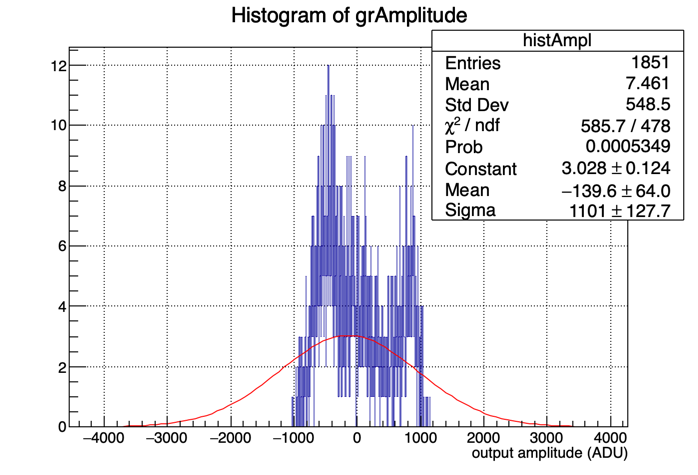 Histogram of grAmplitude
histAmpl
Entries 1851
Mean 7.461
Std Dev 548.5
χ² / ndf 585.7 / 478
Prob 0.0005349
Constant 3.028 ± 0.124
Mean −139.6 ± 64.0
Sigma 1101 ± 127.7
12
10
8
6
4
2
0
−4000 −3000 −2000 −1000 0 1000 2000 3000 4000
output amplitude (ADU)